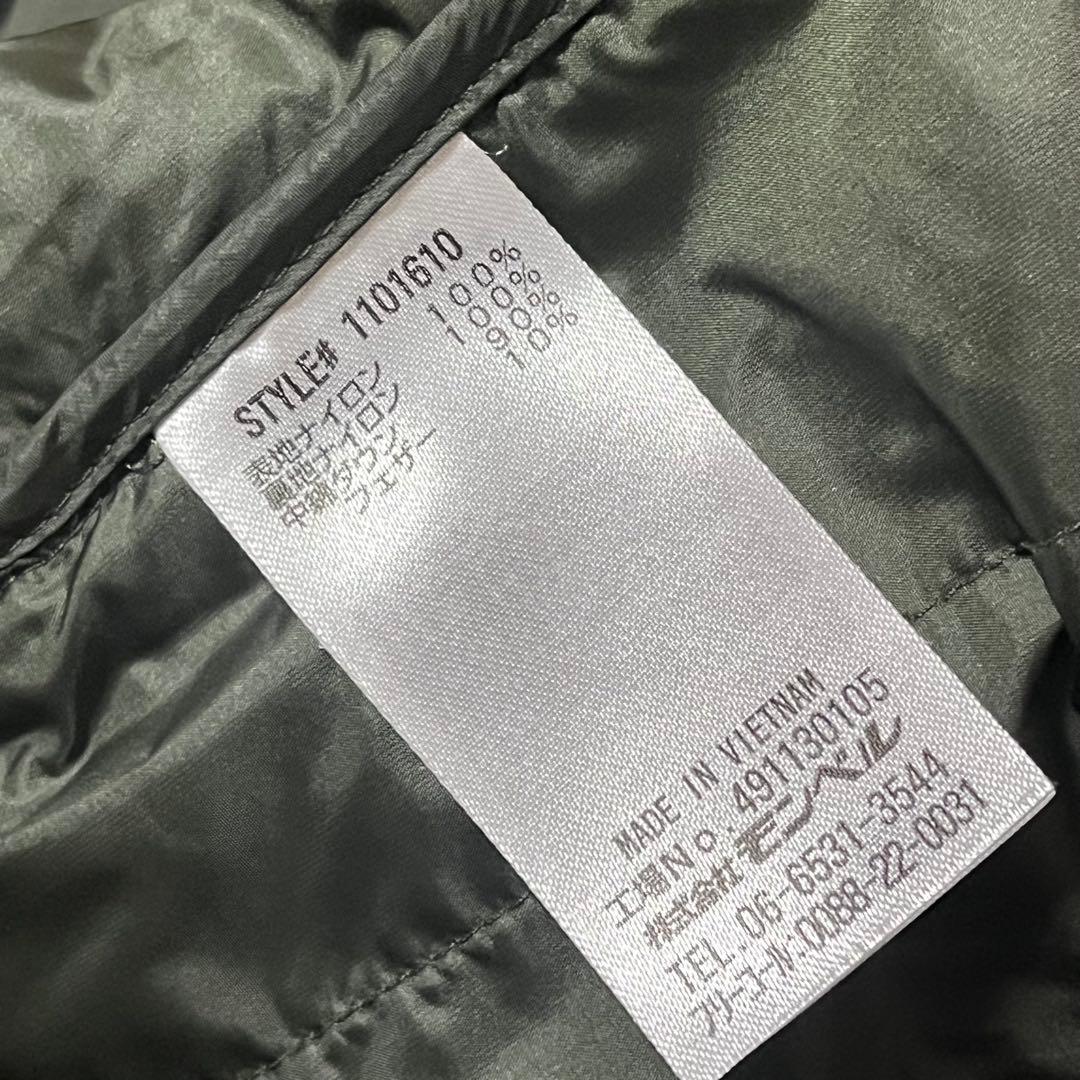 STYLE# 1101610
表地ナイロン 100%
裏地ナイロン 100%
中綿ダウン 90%
フェザー 10%
MADE IN VIETNAM
工場No.491130105
株式会社モンベル
TEL.06-6531-3544
フリーコール:0088-22-0031